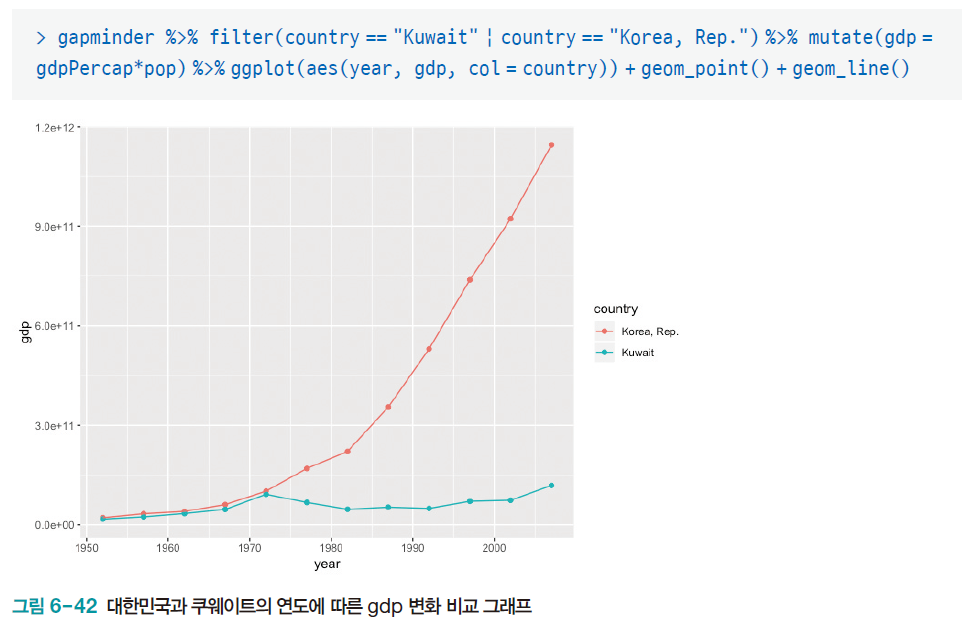 > gapminder %>% filter(country == "Kuwait" ¦ country == "Korea, Rep.") %>% mutate(gdp =
gdpPercap*pop) %>% ggplot(aes(year, gdp, col = country)) + geom_point() + geom_line()
1.2e+12
9.0e+11
6.0e+11
3.0e+11
0.0e+00
gdp
1950 1960 1970 1980 1990 2000
year
country
Korea, Rep.
Kuwait
그림 6-42 대한민국과 쿠웨이트의 연도에 따른 gdp 변화 비교 그래프